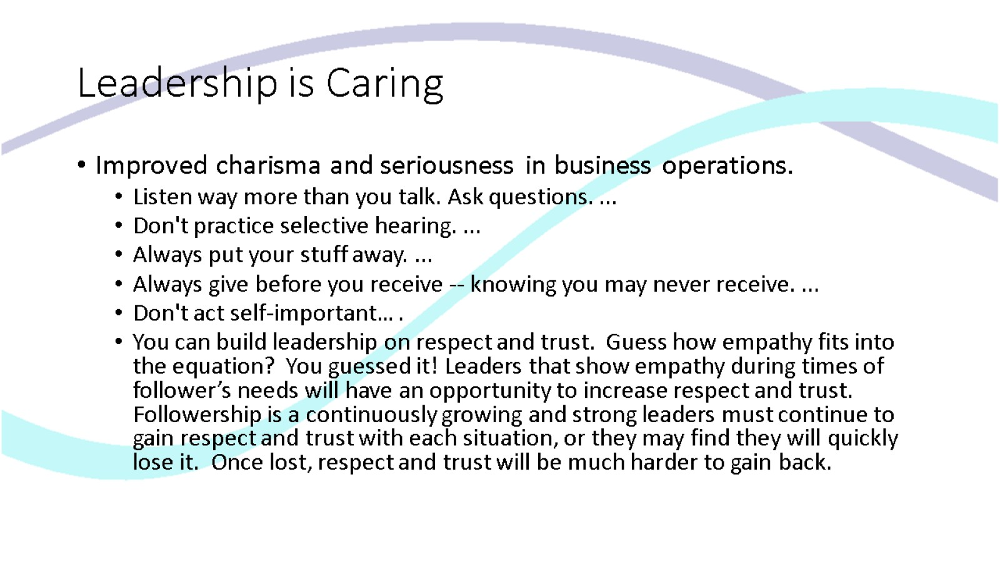 Leadership is Caring
• Improved charisma and seriousness in business operations.
• Listen way more than you talk. Ask questions. ...
• Don't practice selective hearing. ...
• Always put your stuff away. ...
• Always give before you receive -- knowing you may never receive. ...
• Don't act self-important... .
• You can build leadership on respect and trust.  Guess how empathy fits into
the equation?  You guessed it! Leaders that show empathy during times of
follower’s needs will have an opportunity to increase respect and trust.
Followership is a continuously growing and strong leaders must continue to
gain respect and trust with each situation, or they may find they will quickly
lose it.  Once lost, respect and trust will be much harder to gain back.